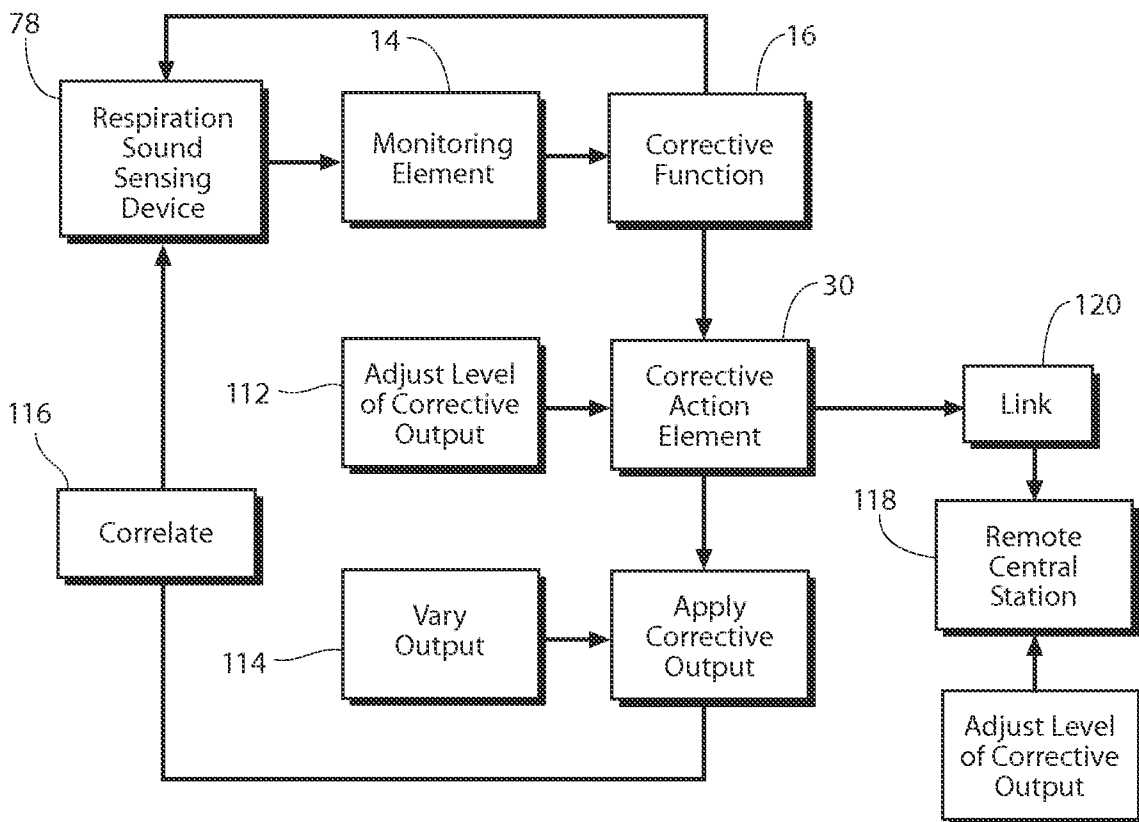 78
14
16
Respiration
Sound
Sensing
Device
Monitoring
Element
Corrective
Function
30
120
112
Adjust Level
of Corrective
Output
Corrective
Action
Element
Link
116
Correlate
118
Remote
Central
Station
114
Vary
Output
Apply
Corrective
Output
Adjust Level
of Corrective
Output